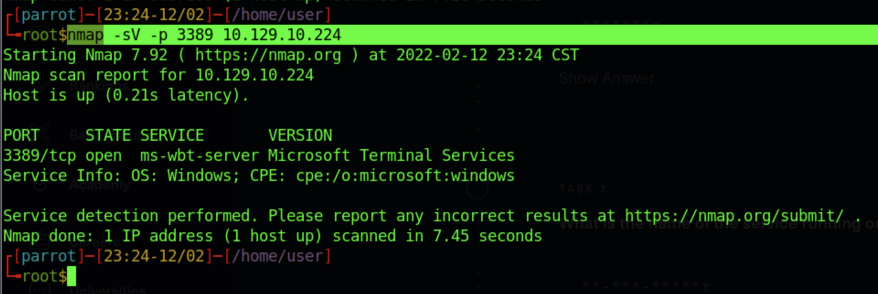 [parrot]-[23:24-12/02]-[/home/user]
root$nmap -sV -p 3389 10.129.10.224
Starting Nmap 7.92 ( https://nmap.org ) at 2022-02-12 23:24 CST
Nmap scan report for 10.129.10.224
Host is up (0.21s latency).
Show Answer
PORT     STATE SERVICE       VERSION
3389/tcp open  ms-wbt-server Microsoft Terminal Services
Service Info: OS: Windows; CPE: cpe:/o:microsoft:windows
Academy
TASK 7
Service detection performed. Please report any incorrect results at https://nmap.org/submit/ .
What is the name of the service running
Nmap done: 1 IP address (1 host up) scanned in 7.45 seconds
[parrot]-[23:24-12/02]-[/home/user]
root$
Universities
**-***-*****r